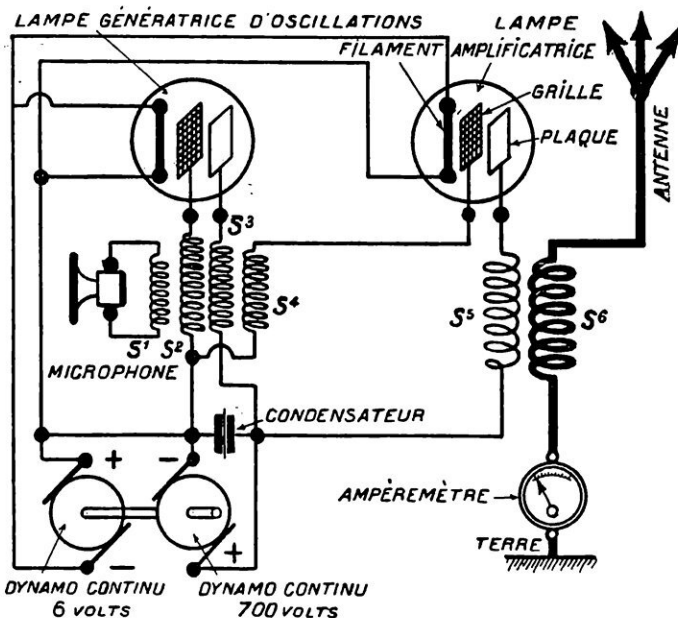 LAMPE GÉNÉRATRICE D'OSCILLATIONS
LAMPE
AMPLIFICATRICE
FILAMENT
GRILLE
PLAQUE
ANTENNE
S3
S4
S1
S2
S5
S6
MICROPHONE
CONDENSATEUR
+
-
AMPÈREMÈTRE
+
-
TERRE
DYNAMO CONTINU
6 VOLTS
DYNAMO CONTINU
700 VOLTS